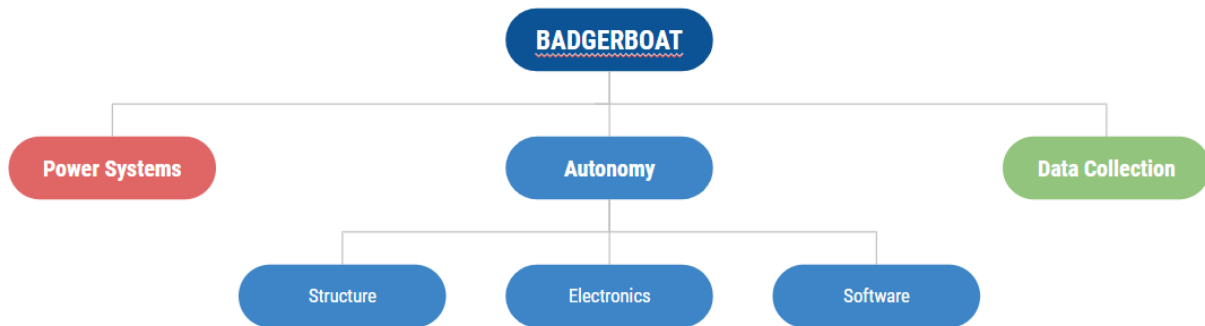 BADGERBOAT
Power Systems
Autonomy
Data Collection
Structure
Electronics
Software